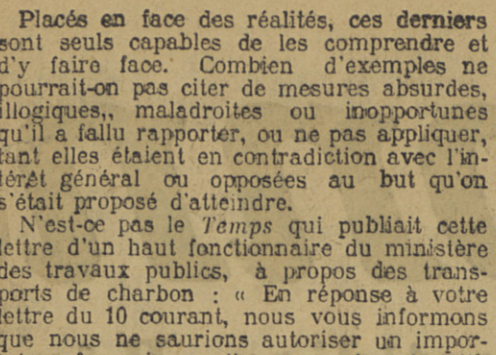 Placés en face des réalités, ces derniers
sont seuls capables de les comprendre et
d'y faire face. Combien d'exemples ne
pourrait-on pas citer de mesures absurdes,
illogiques,, maladroites ou inopportunes
qu'il a fallu rapporter, ou ne pas appliquer,
tant elles étaient en contradiction avec l'in-
térêt général ou opposées au but qu'on
s'était proposé d'atteindre.
N'est-ce pas le Temps qui publiait cette
lettre d'un haut fonctionnaire du ministère
des travaux publics, à propos des trans-
ports de charbon : « En réponse à votre
lettre du 10 courant, nous vous informons
que nous ne saurions autoriser un impor-